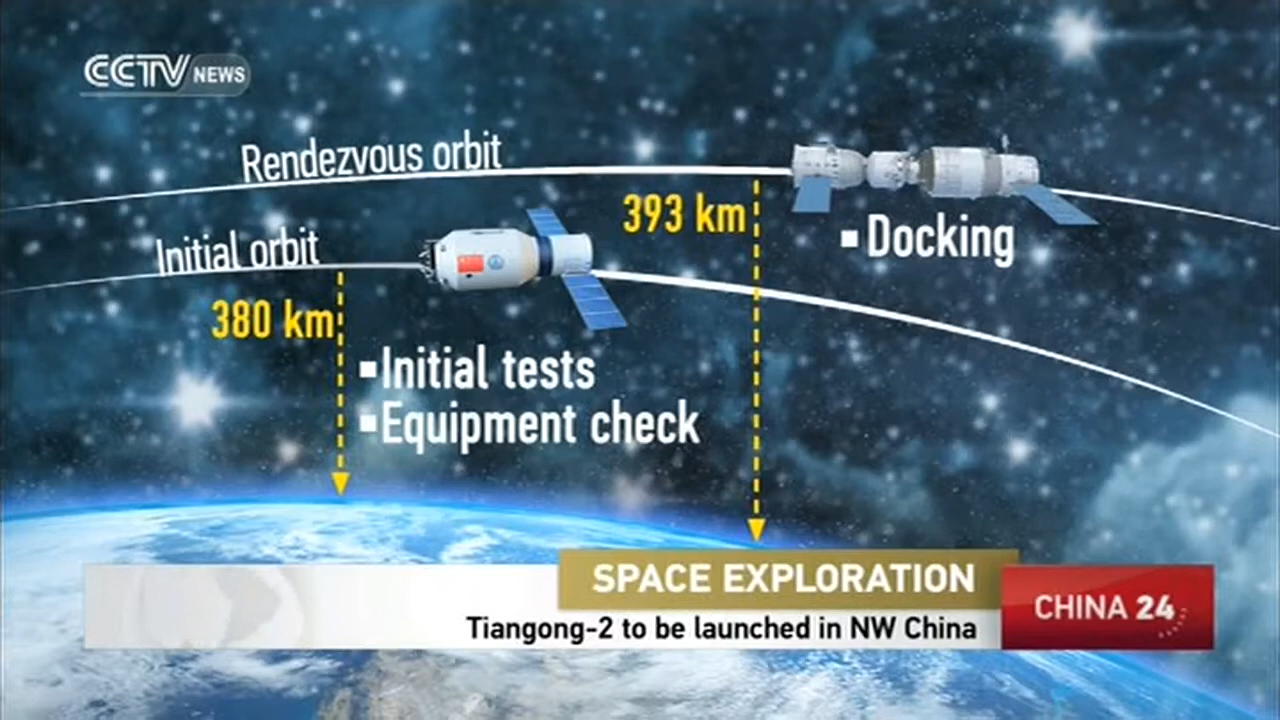 CCTV NEWS
Rendezvous orbit
393 km
▪Docking
Initial orbit
380 km
▪Initial tests
▪Equipment check
SPACE EXPLORATION
Tiangong-2 to be launched in NW China
CHINA 24